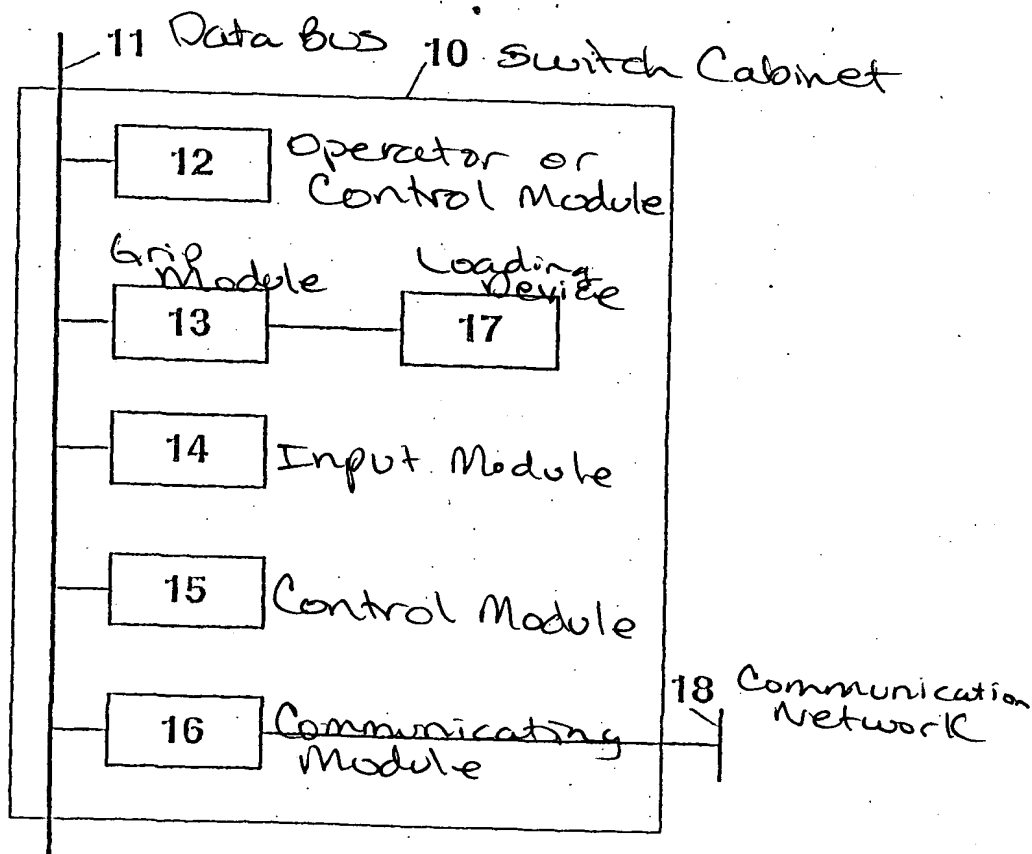 11 Data Bus
10 Switch Cabinet
12 Operator or
Control Module
Grip
Module
Loading
Device
13
17
14 Input Module
15 Control Module
16 Communicating
Module
18 Communication
Network